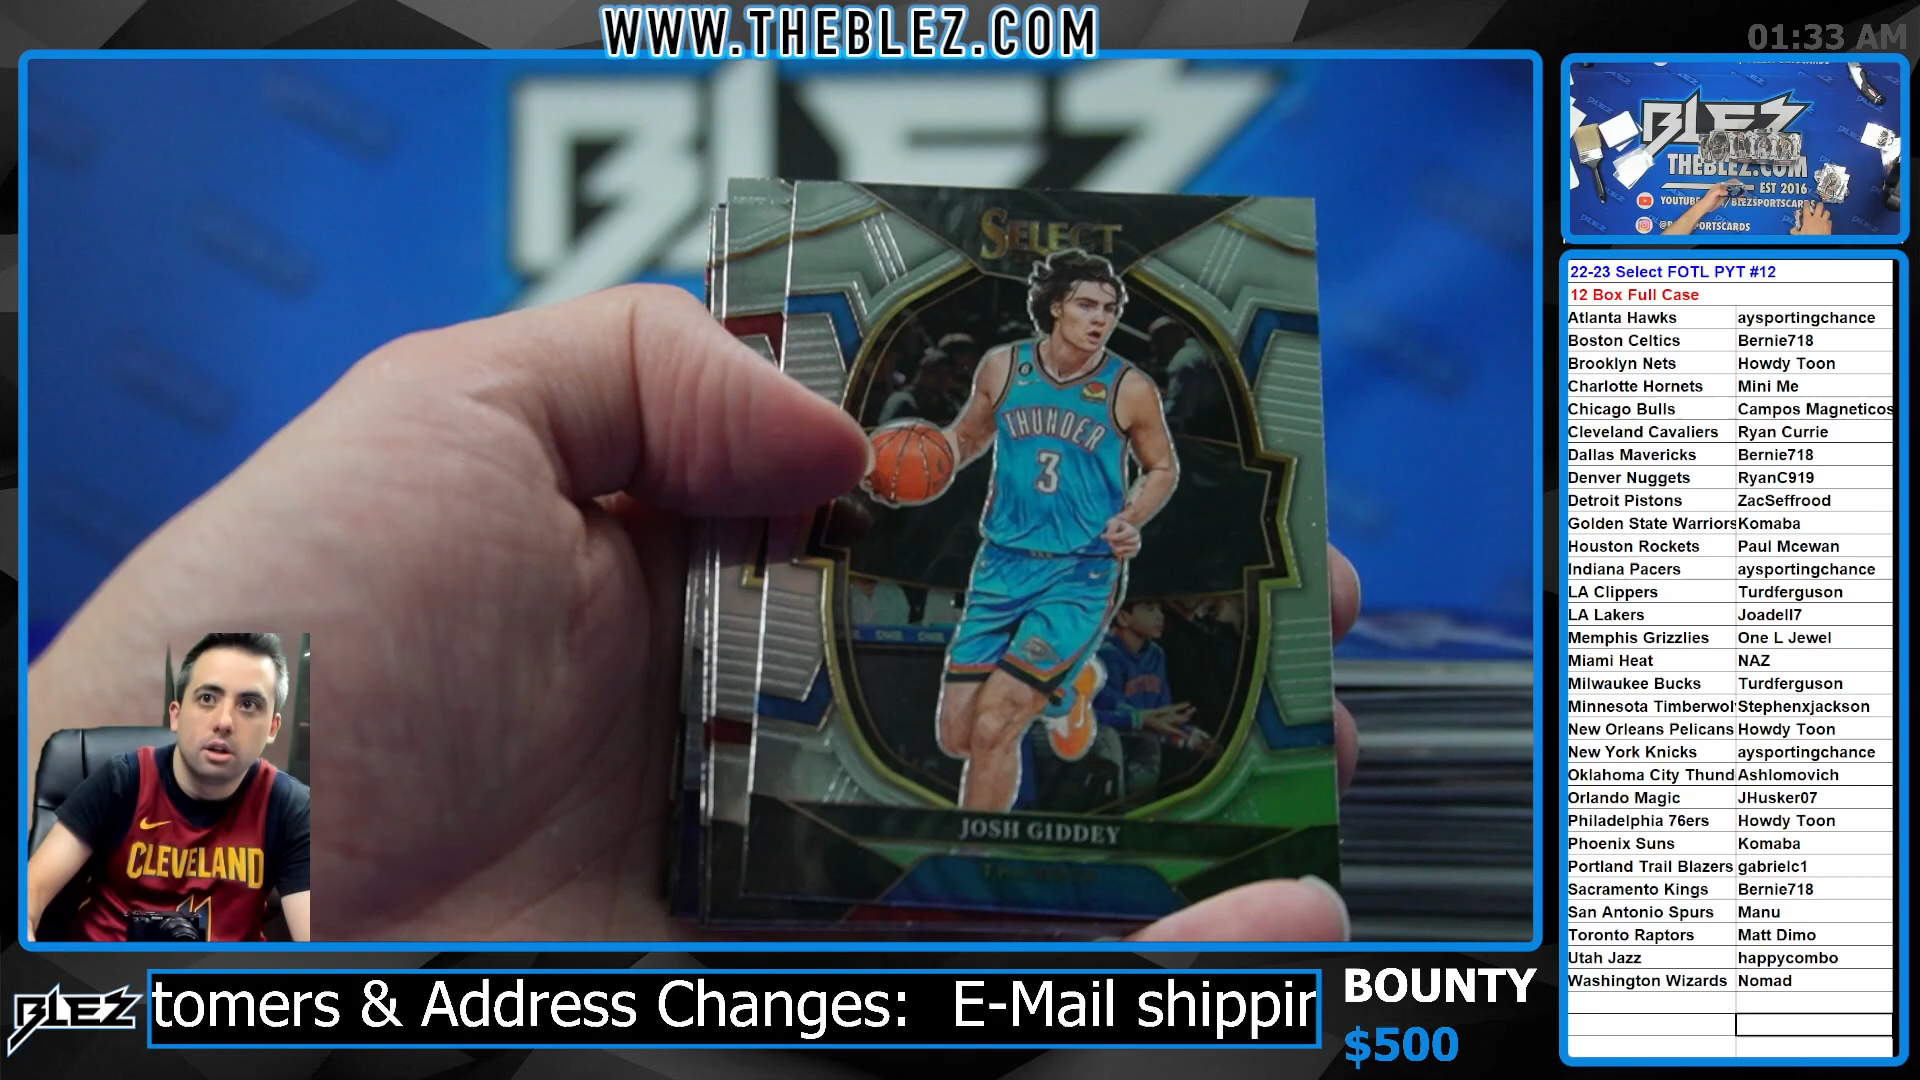 WWW.THEBLEZ.COM
01:33 AM
BLEZ
SELECT
THUNDER
3
JOSH GIDDEY
THUNDER
CLEVELAND
BLEZ
THEBLEZ.COM
EST 2016
22-23 Select FOTL PYT #12
12 Box Full Case
Atlanta Hawks aysportingchance
Boston Celtics Bernie718
Brooklyn Nets Howdy Toon
Charlotte Hornets Mini Me
Chicago Bulls Campos Magneticos
Cleveland Cavaliers Ryan Currie
Dallas Mavericks Bernie718
Denver Nuggets RyanC919
Detroit Pistons ZacSeffrood
Golden State Warriors Komaba
Houston Rockets Paul Mcewan
Indiana Pacers aysportingchance
LA Clippers Turdferguson
LA Lakers Joadell7
Memphis Grizzlies One L Jewel
Miami Heat NAZ
Milwaukee Bucks Turdferguson
Minnesota Timberwol Stephenxjackson
New Orleans Pelicans Howdy Toon
New York Knicks aysportingchance
Oklahoma City Thund Ashlomovich
Orlando Magic JHusker07
Philadelphia 76ers Howdy Toon
Phoenix Suns Komaba
Portland Trail Blazers gabrielc1
Sacramento Kings Bernie718
San Antonio Spurs Manu
Toronto Raptors Matt Dimo
Utah Jazz happycombo
Washington Wizards Nomad
BLEZ
tomers & Address Changes: E-Mail shippin
BOUNTY
$500